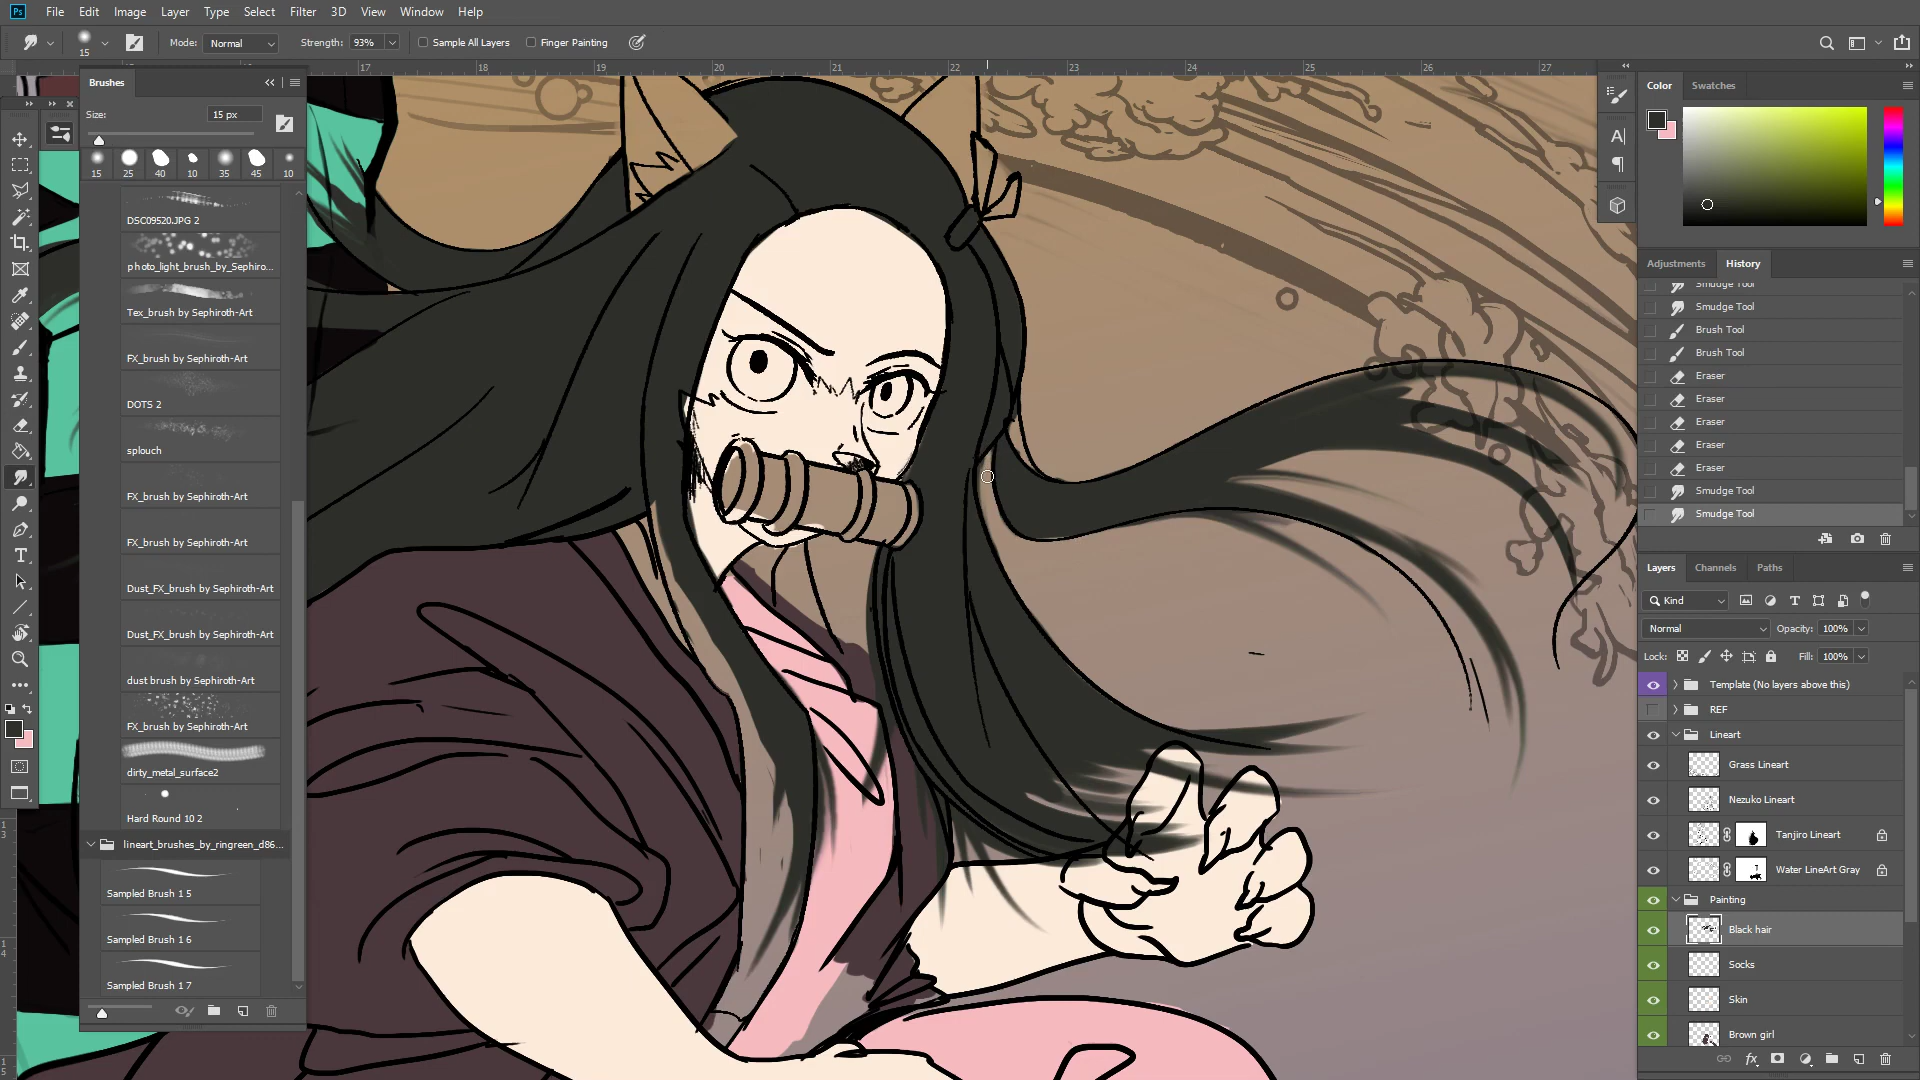 Ps File Edit Image Layer Type Select Filter 3D View Window Help
15 Mode: Normal Strength: 93% Sample All Layers Finger Painting
17 18 19 20 21 22 23 24 25 26 27
Brushes
Size: 15 px
15 25 40 10 35 45 10
DSC09520.JPG 2
photo_light_brush_by_Sephiro...
Tex_brush by Sephiroth-Art
FX_brush by Sephiroth-Art
DOTS 2
splouch
FX_brush by Sephiroth-Art
FX_brush by Sephiroth-Art
Dust_FX_brush by Sephiroth-Art
Dust_FX_brush by Sephiroth-Art
dust brush by Sephiroth-Art
FX_brush by Sephiroth-Art
dirty_metal_surface2
Hard Round 10 2
lineart_brushes_by_ringreen_d86...
Sampled Brush 1 5
Sampled Brush 1 6
Sampled Brush 1 7
Color Swatches
Adjustments History
Smudge Tool
Smudge Tool
Brush Tool
Brush Tool
Eraser
Eraser
Eraser
Eraser
Eraser
Smudge Tool
Smudge Tool
Layers Channels Paths
Kind
Normal Opacity: 100%
Lock: Fill: 100%
Template (No layers above this)
REF
Lineart
Grass Lineart
Nezuko Lineart
Tanjiro Lineart
Water LineArt Gray
Painting
Black hair
Socks
Skin
Brown girl